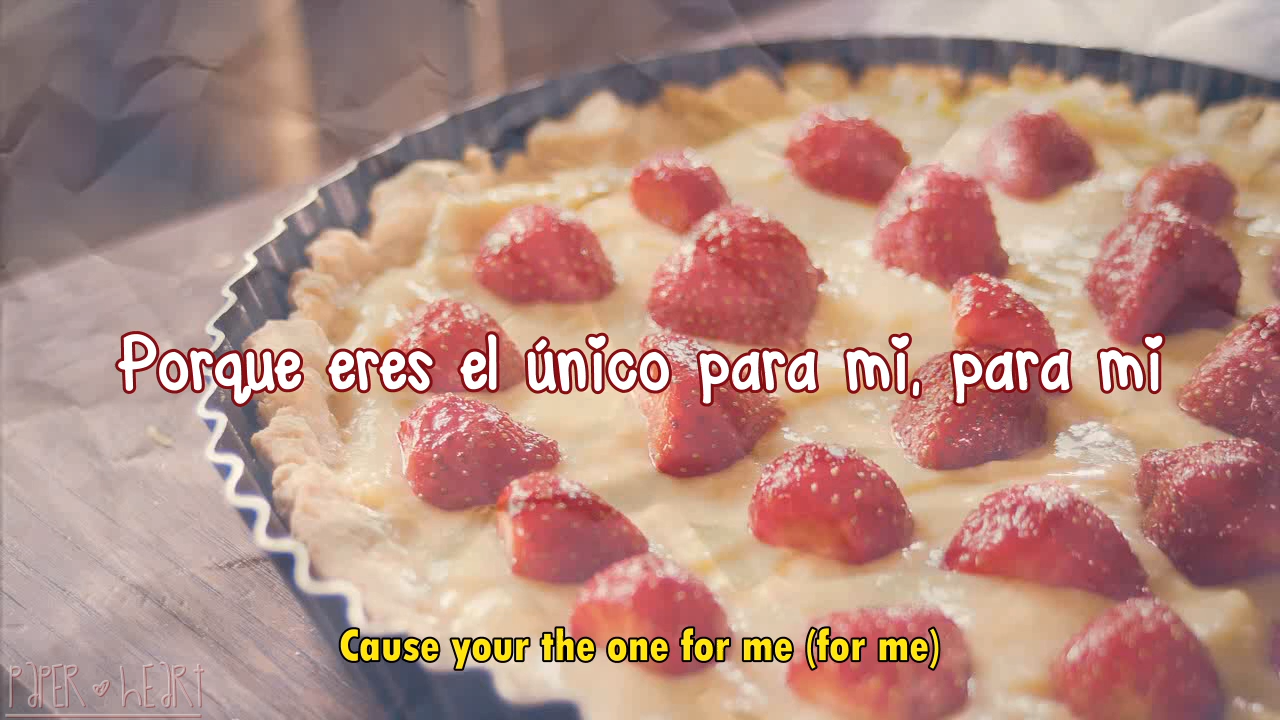 Porque eres el único para mi, para mi
Cause your the one for me (for me)
PAPER HEART